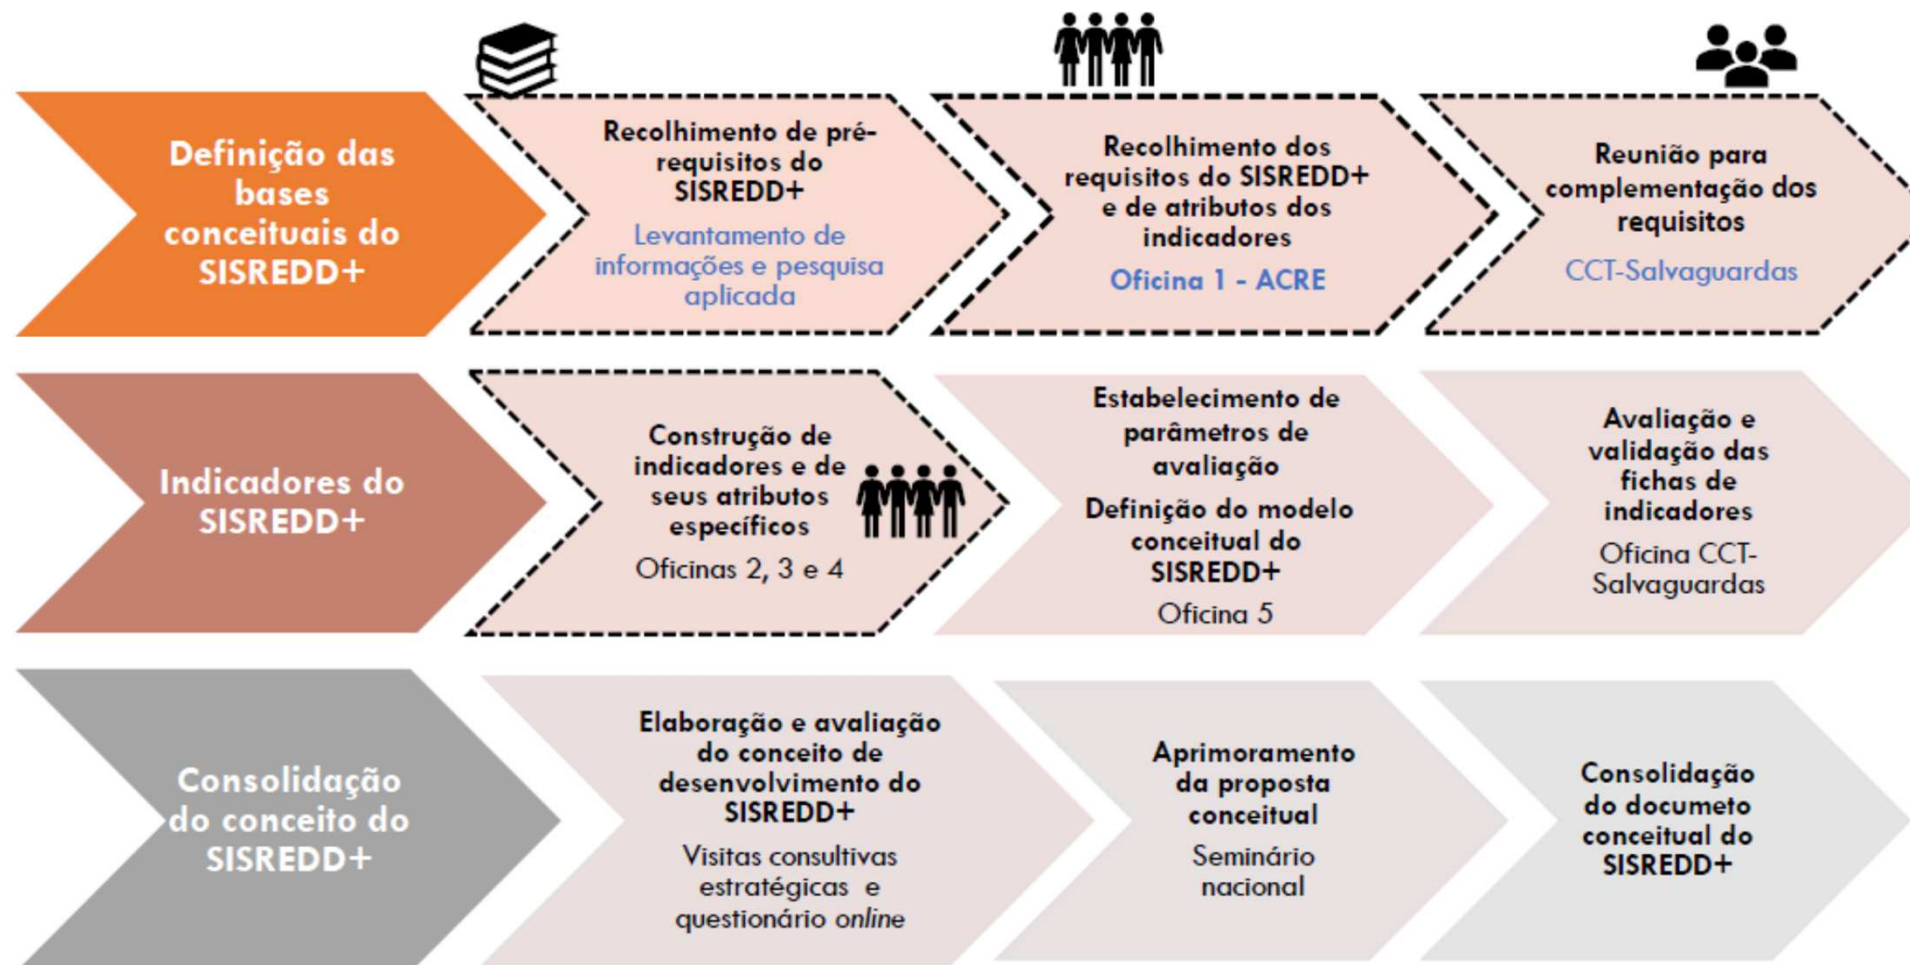 Definição das
bases
conceituais do
SISREDD+
Recolhimento de pré-
requisitos do
SISREDD+
Levantamento de
informações e pesquisa
aplicada
Recolhimento dos
requisitos do SISREDD+
e de atributos dos
indicadores
Oficina 1 - ACRE
Reunião para
complementação dos
requisitos
CCT-Salvaguardas
Indicadores do
SISREDD+
Construção de
indicadores e de
seus atributos
específicos
Oficinas 2, 3 e 4
Estabelecimento de
parâmetros de
avaliação
Definição do modelo
conceitual do
SISREDD+
Oficina 5
Avaliação e
validação das
fichas de
indicadores
Oficina CCT-
Salvaguardas
Consolidação
do conceito do
SISREDD+
Elaboração e avaliação
do conceito de
desenvolvimento do
SISREDD+
Visitas consultivas
estratégicas e
questionário online
Aprimoramento
da proposta
conceitual
Seminário
nacional
Consolidação
do documeto
conceitual do
SISREDD+